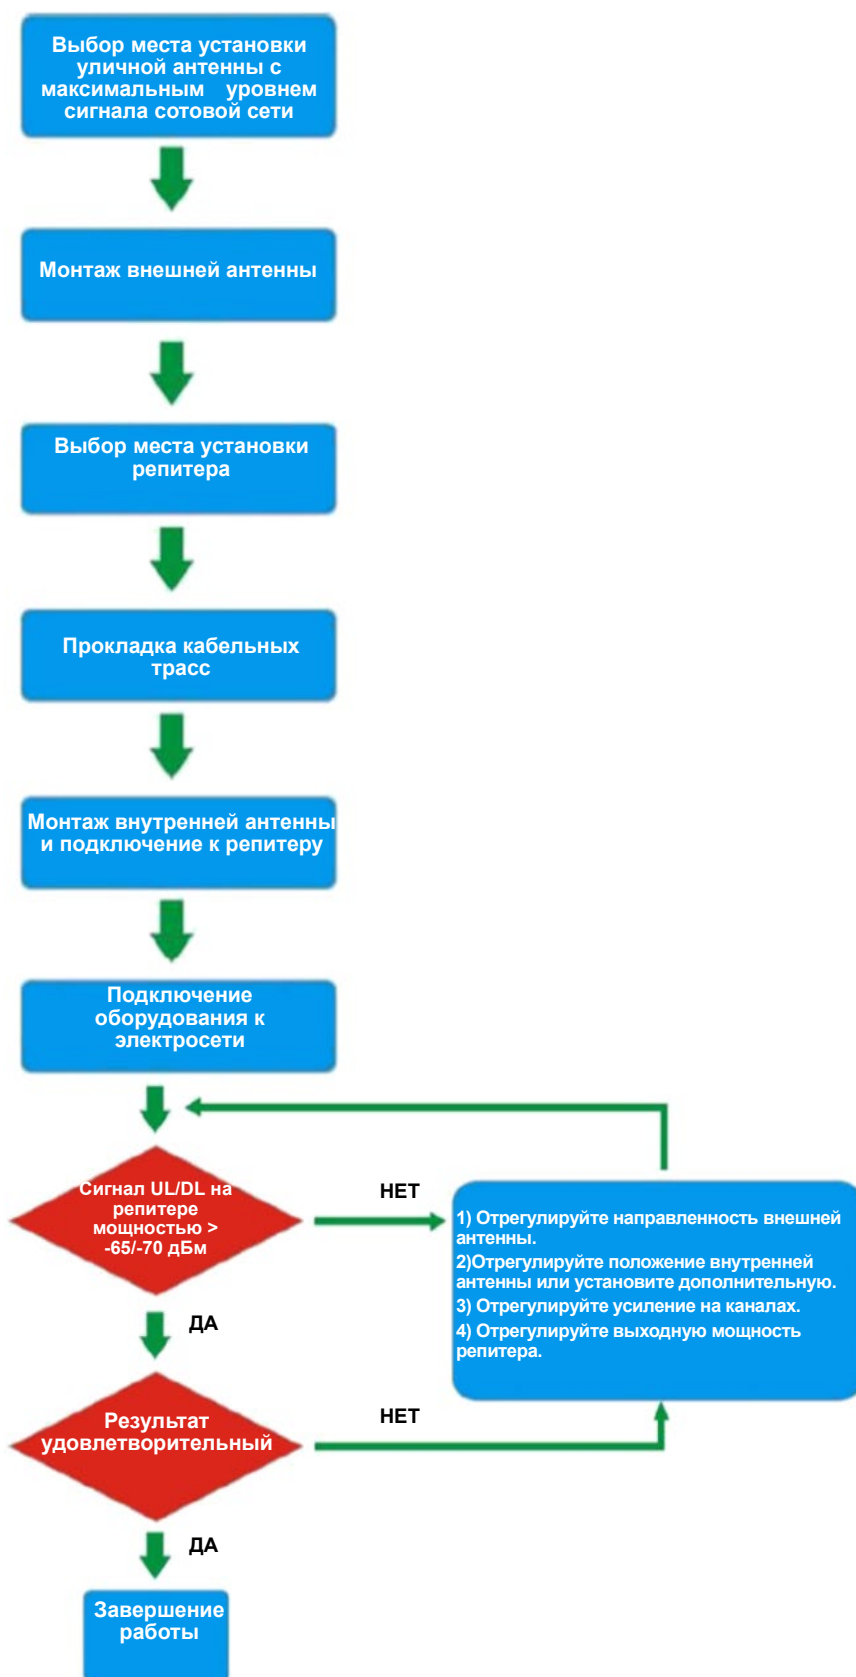 Выбор места установки
уличной антенны с
максимальным уровнем
сигнала сотовой сети
Монтаж внешней антенны
Выбор места установки
репитера
Прокладка кабельных
трасс
Монтаж внутренней антенны
и подключение к репитеру
Подключение
оборудования к
электросети
Сигнал UL/DL на
репитере
мощностью >
-65/-70 дБм
НЕТ
1) Отрегулируйте направленность внешней
антенны.
2)Отрегулируйте положение внутренней
антенны или установите дополнительную.
3) Отрегулируйте усиление на каналах.
4) Отрегулируйте выходную мощность
репитера.
ДА
Результат
удовлетворительный
НЕТ
ДА
Завершение
работы